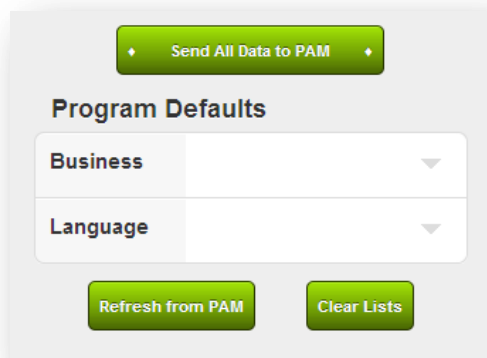 ♦ Send All Data to PAM ♦
Program Defaults
Business
Language
Refresh from PAM Clear Lists